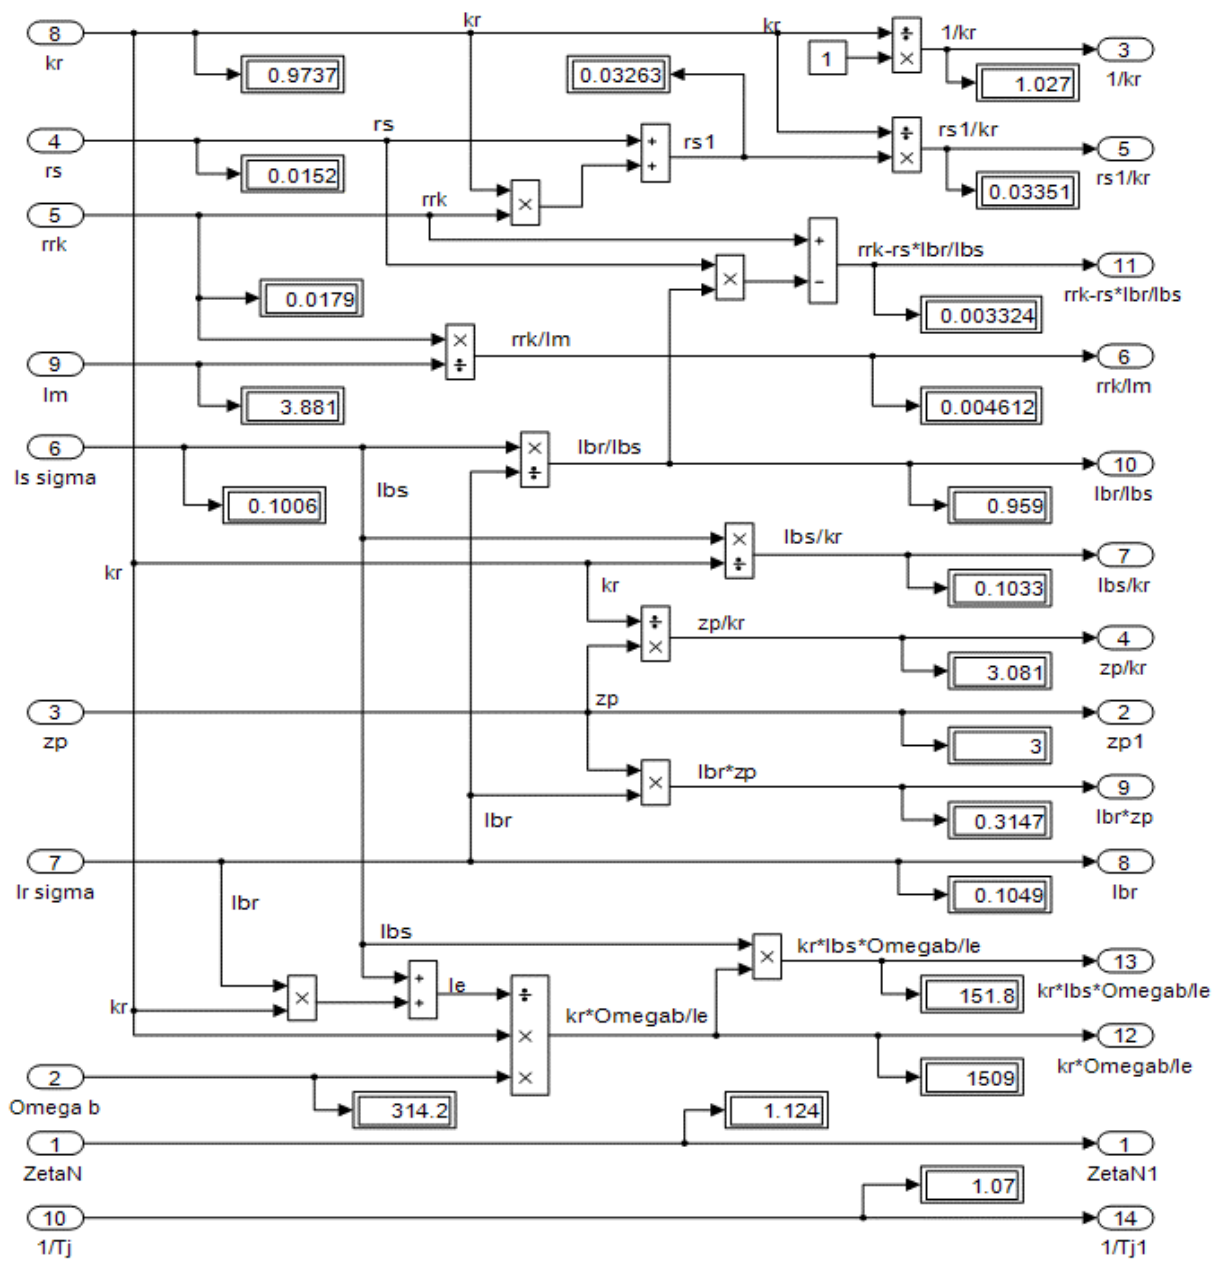 8
kr
kr
kr
÷
×
1
1/kr
3
1/kr
0.9737
0.03263
1.027
4
rs
rs
+
+
rs1
÷
×
rs1/kr
5
rs1/kr
0.0152
0.03351
5
rrk
rrk
×
+
−
×
rrk-rs*lbr/lbs
11
rrk-rs*lbr/lbs
0.0179
0.003324
9
lm
×
÷
rrk/lm
6
rrk/lm
3.881
0.004612
6
ls sigma
lbs
×
÷
lbr/lbs
10
lbr/lbs
0.1006
0.959
kr
×
÷
lbs/kr
7
lbs/kr
0.1033
kr
÷
×
zp/kr
4
zp/kr
3.081
3
zp
zp
2
zp1
3
×
lbr*zp
9
lbr*zp
0.3147
lbr
7
lr sigma
lbr
8
lbr
0.1049
lbs
×
kr*lbs*Omegab/le
13
kr*lbs*Omegab/le
151.8
kr
×
+
+
le
÷
×
×
kr*Omegab/le
12
kr*Omegab/le
1509
2
Omega b
314.2
1.124
1
ZetaN
1
ZetaN1
1.07
10
1/Tj
14
1/Tj1